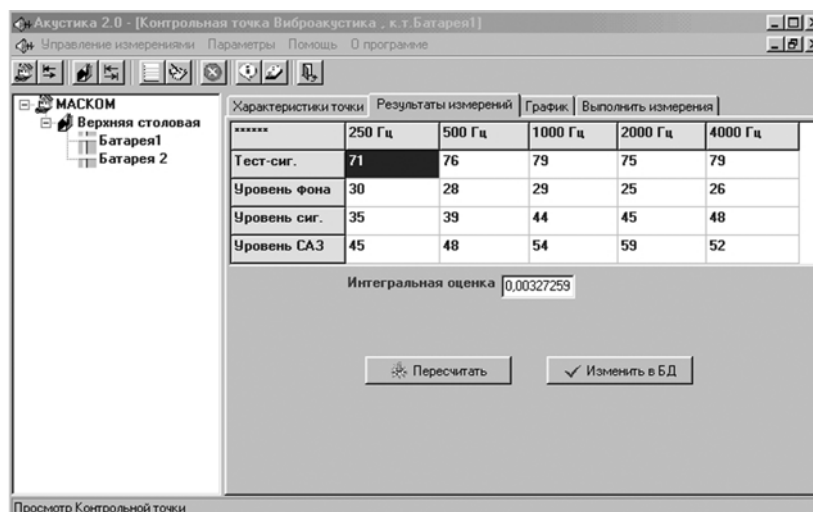 Акустика 2.0 - [Контрольная точка Виброакустика , к.т.Батарея1]
Управление измерениями Параметры Помощь О программе
МАСКОМ
Верхняя столовая
Батарея1
Батарея 2
Характеристики точки Результаты измерений График Выполнить измерения
****** 250 Гц 500 Гц 1000 Гц 2000 Гц 4000 Гц
Тест-сиг. 71 76 79 75 79
Уровень фона 30 28 29 25 26
Уровень сиг. 35 39 44 45 48
Уровень САЗ 45 48 54 59 52
Интегральная оценка 0,00327259
Пересчитать Изменить в БД
Просмотр Контрольной точки